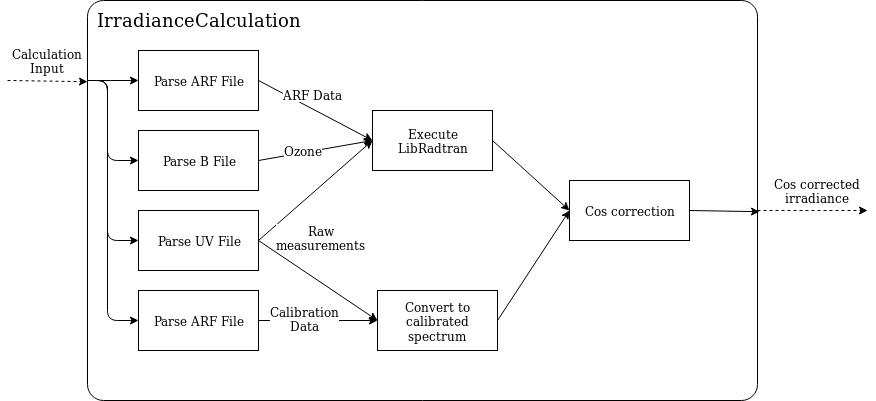 IrradianceCalculation
Calculation
Input
Parse ARF File
ARF Data
Execute
LibRadtran
Parse B File
Ozone
Cos corrected
irradiance
Cos correction
Parse UV File
Raw
measurements
Parse ARF File
Calibration
Data
Convert to
calibrated
spectrum